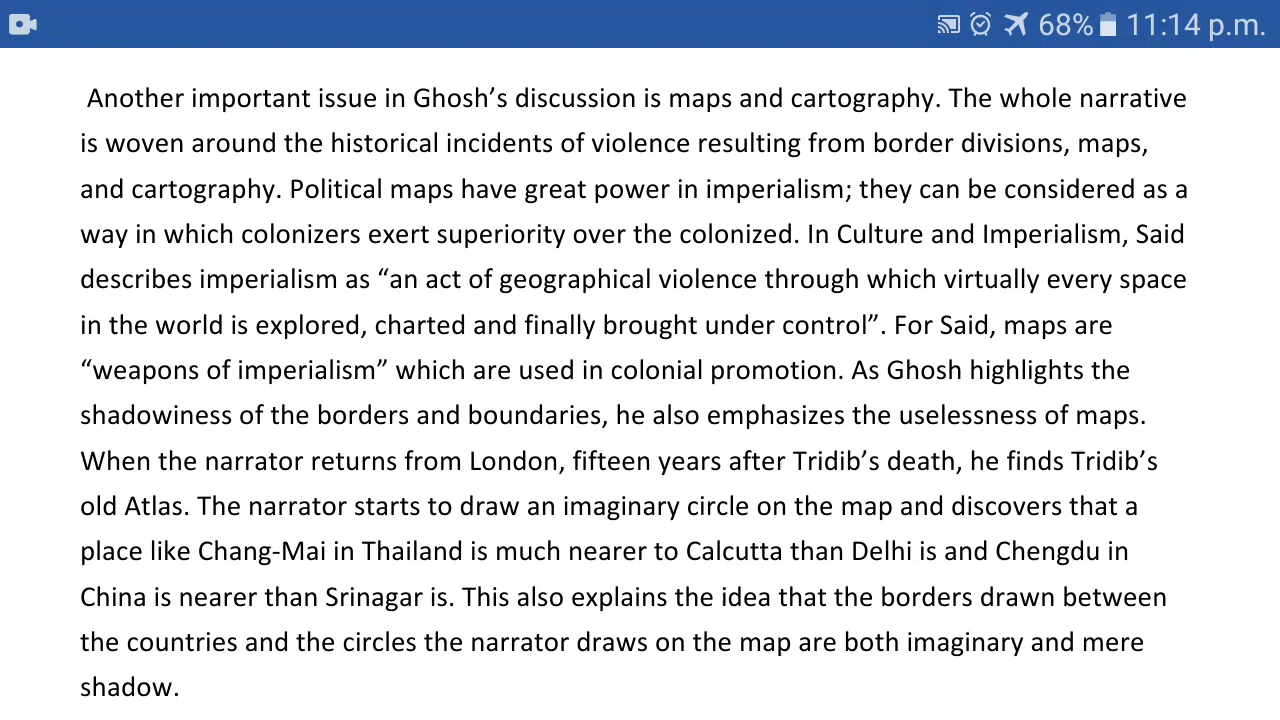 68% 11:14 p.m.
Another important issue in Ghosh’s discussion is maps and cartography. The whole narrative
is woven around the historical incidents of violence resulting from border divisions, maps,
and cartography. Political maps have great power in imperialism; they can be considered as a
way in which colonizers exert superiority over the colonized. In Culture and Imperialism, Said
describes imperialism as “an act of geographical violence through which virtually every space
in the world is explored, charted and finally brought under control”. For Said, maps are
“weapons of imperialism” which are used in colonial promotion. As Ghosh highlights the
shadowiness of the borders and boundaries, he also emphasizes the uselessness of maps.
When the narrator returns from London, fifteen years after Tridib’s death, he finds Tridib’s
old Atlas. The narrator starts to draw an imaginary circle on the map and discovers that a
place like Chang-Mai in Thailand is much nearer to Calcutta than Delhi is and Chengdu in
China is nearer than Srinagar is. This also explains the idea that the borders drawn between
the countries and the circles the narrator draws on the map are both imaginary and mere
shadow.